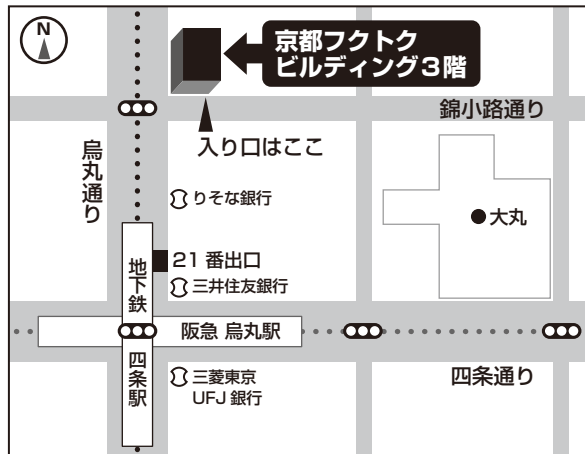 N
京都フクトク
ビルディング3階
錦小路通り
入り口はここ
烏丸通り
りそな銀行
大丸
21 番出口
地下鉄
三井住友銀行
阪急 烏丸駅
四条駅
三菱東京
UFJ 銀行
四条通り